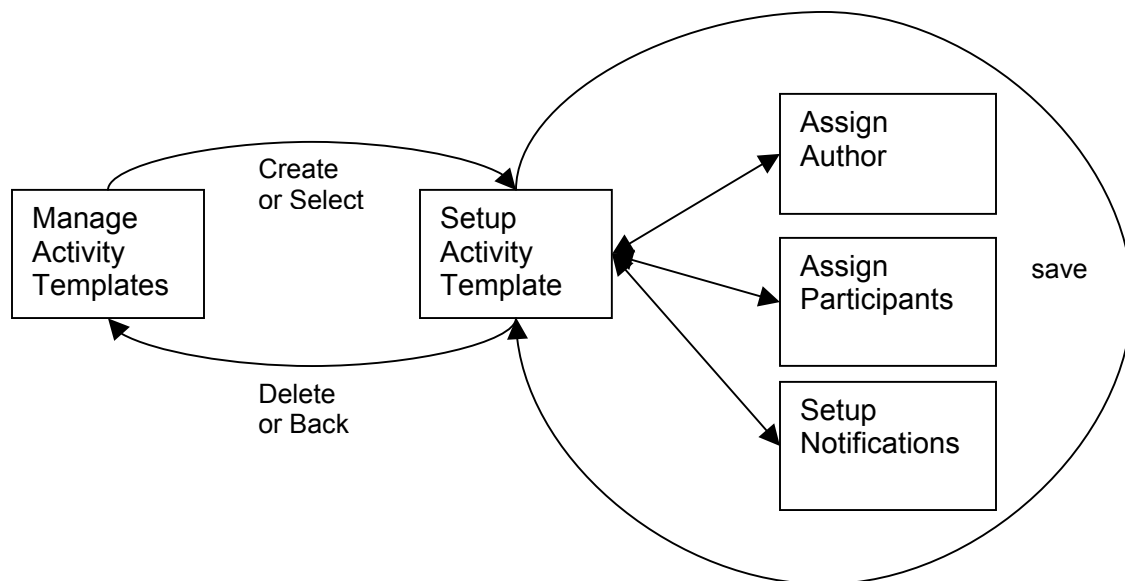 Create
or Select
Manage
Activity
Templates
Setup
Activity
Template
Delete
or Back
Assign
Author
Assign
Participants
Setup
Notifications
save